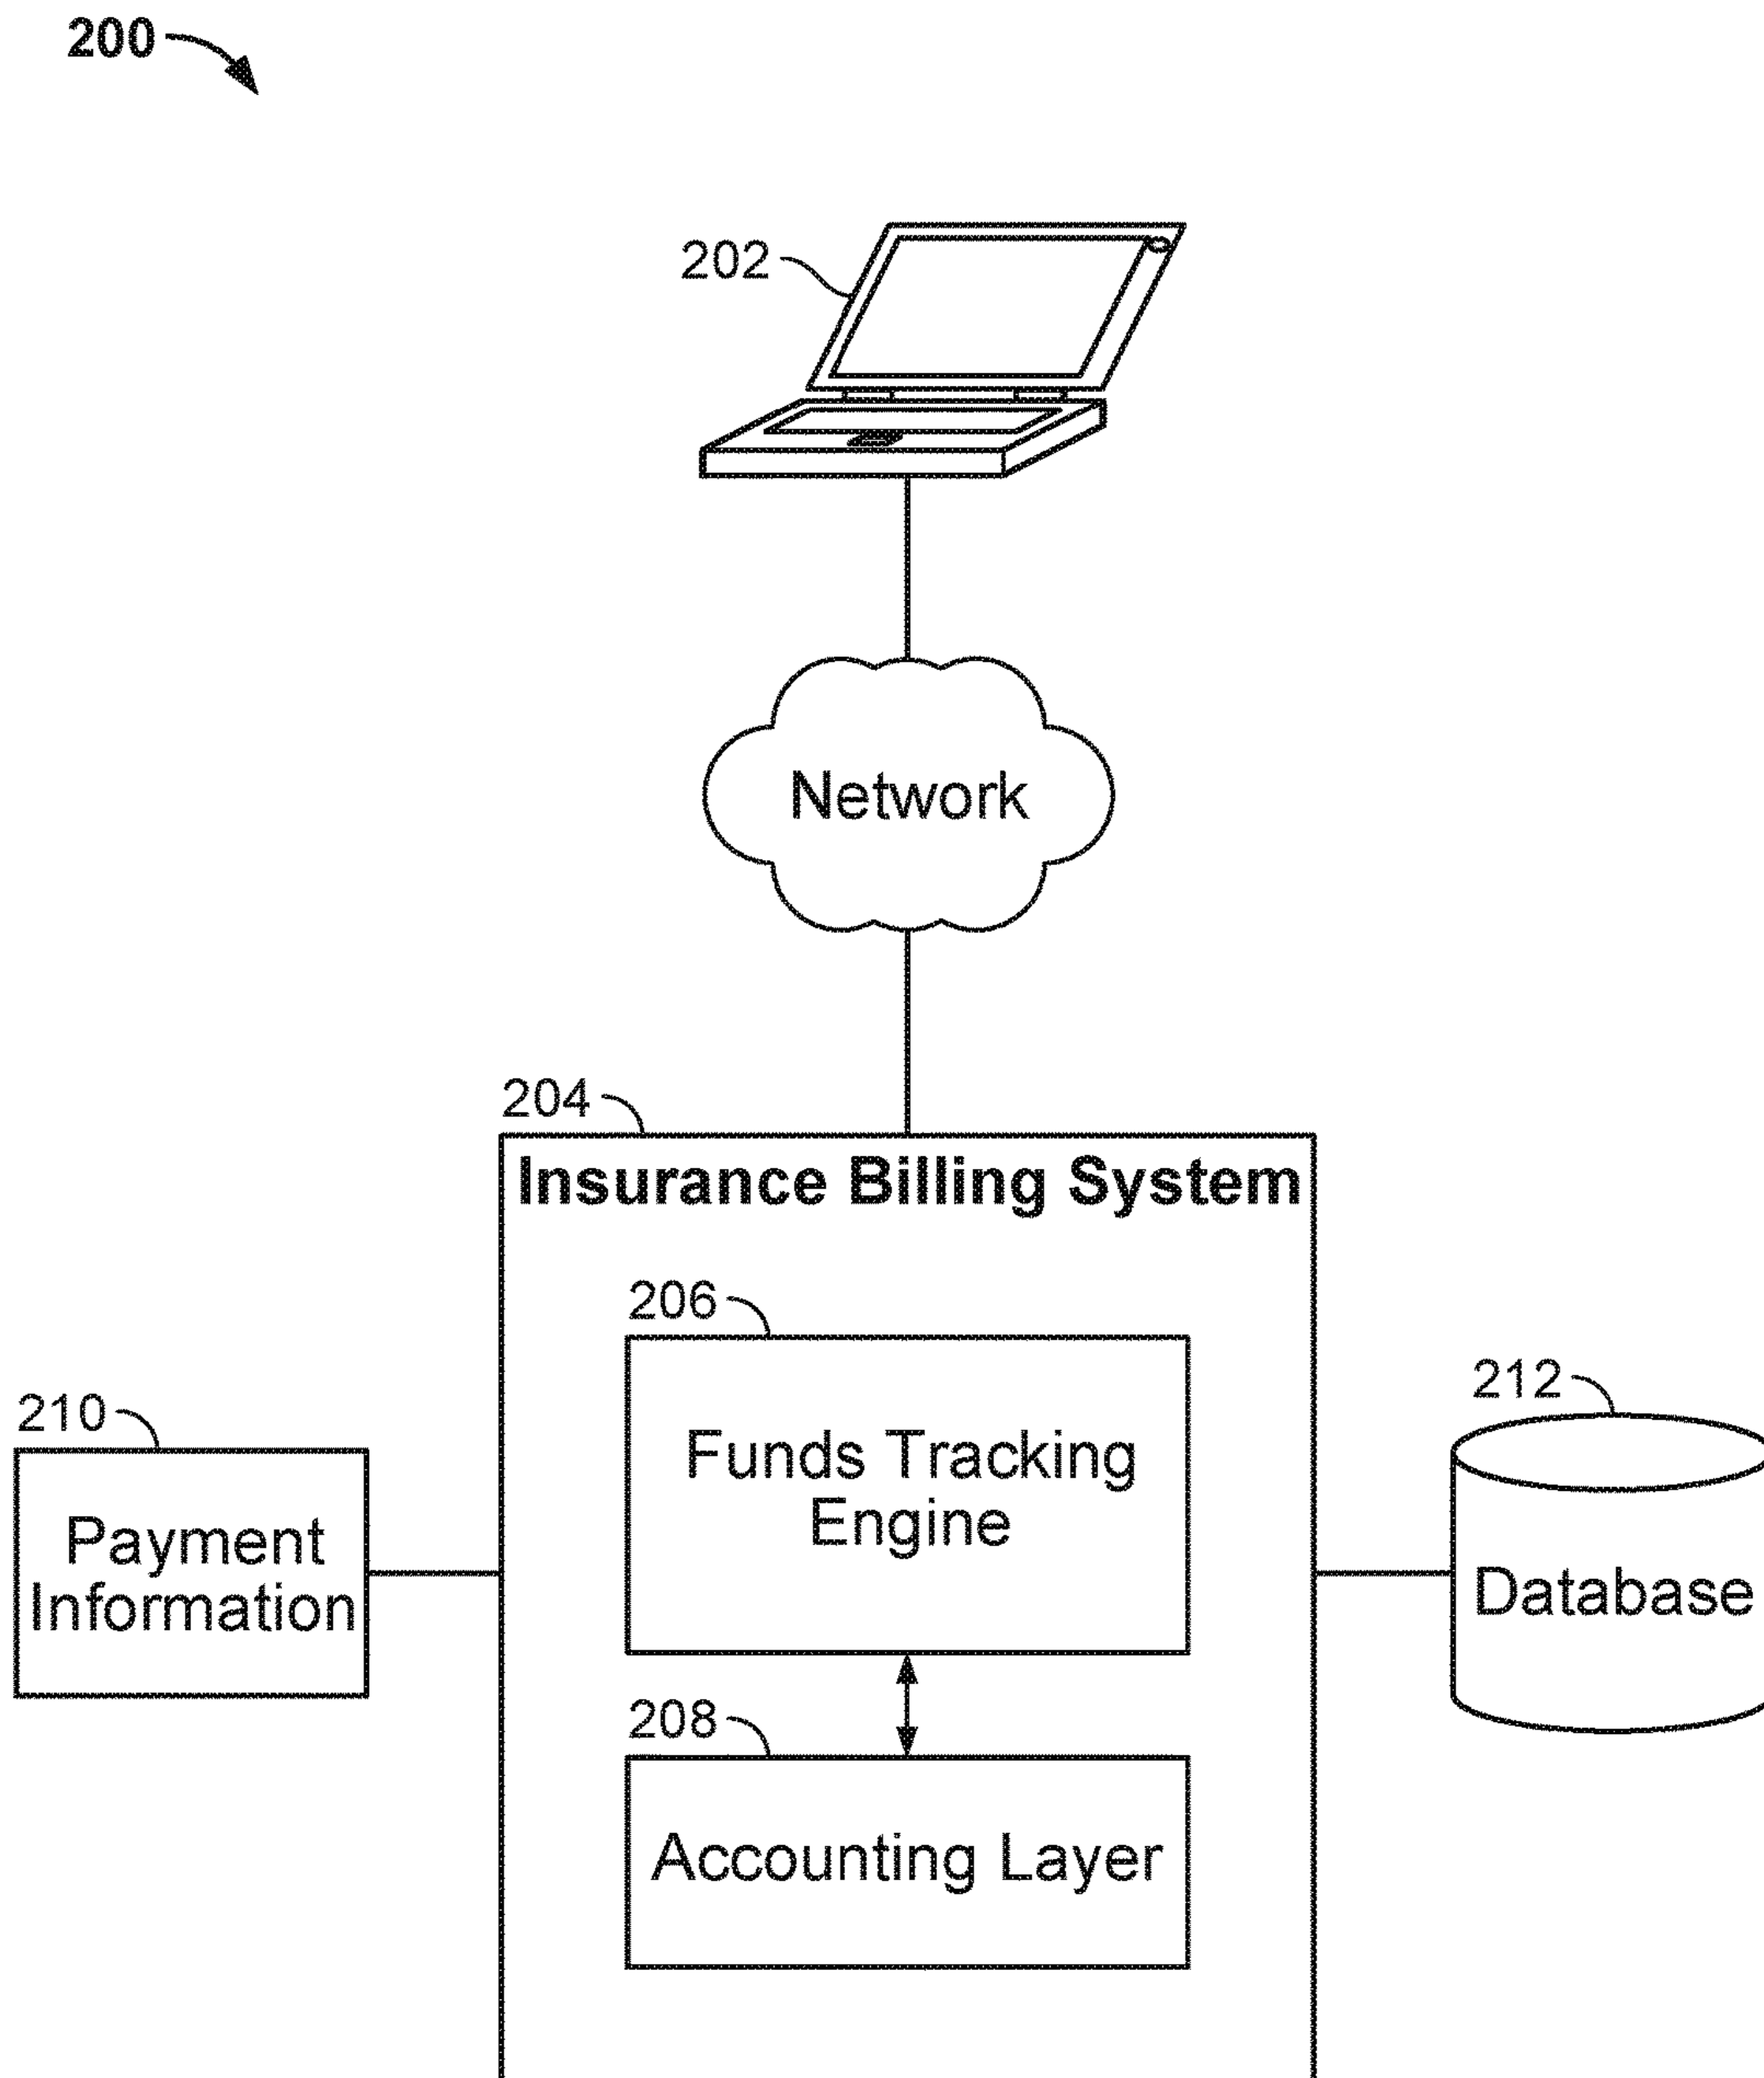 200
202
Network
204
Insurance Billing System
206
Funds Tracking
Engine
210
Payment
Information
212
Database
208
Accounting Layer